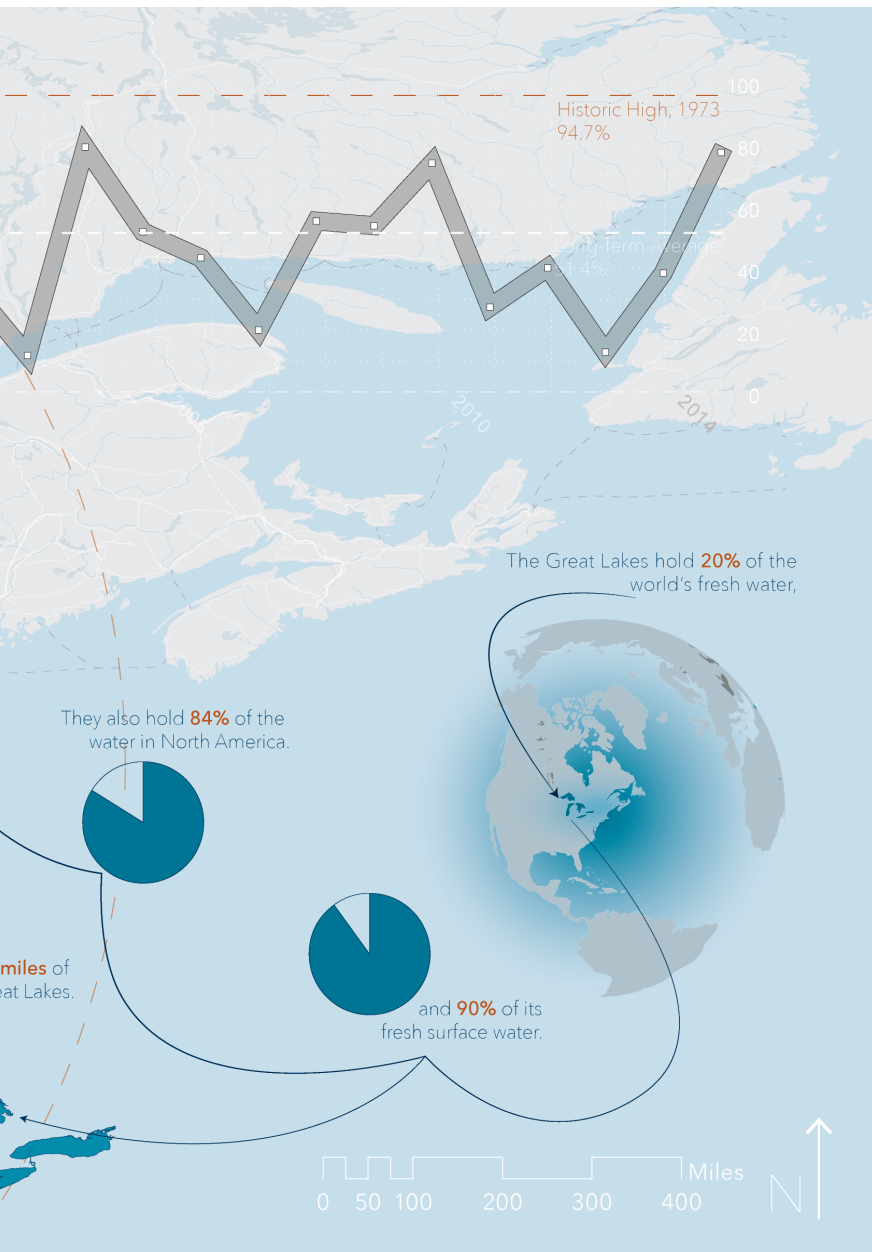 100
Historic High, 1973
94.7%
80
60
Long-Term Average
51.4%
40
20
0
2010
2014
The Great Lakes hold 20% of the
world's fresh water,
They also hold 84% of the
water in North America.
miles of
Lakes.
and 90% of its
fresh surface water.
Miles
0 50 100 200 300 400
N